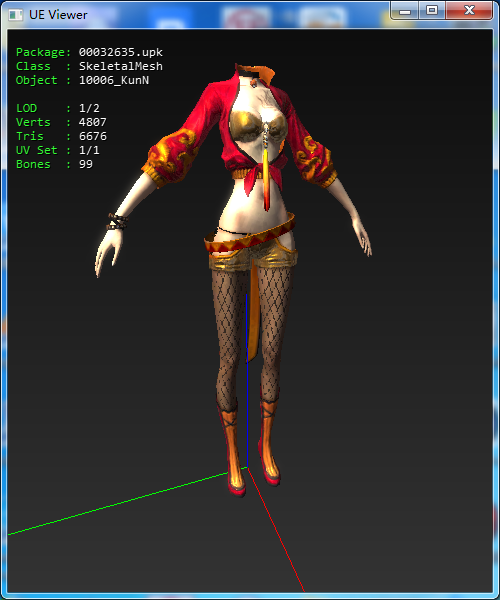 UE Viewer
Package: 00032635.upk
Class : SkeletalMesh
Object : 10006_KunN
LOD : 1/2
Verts : 4807
Tris : 6676
UV Set : 1/1
Bones : 99